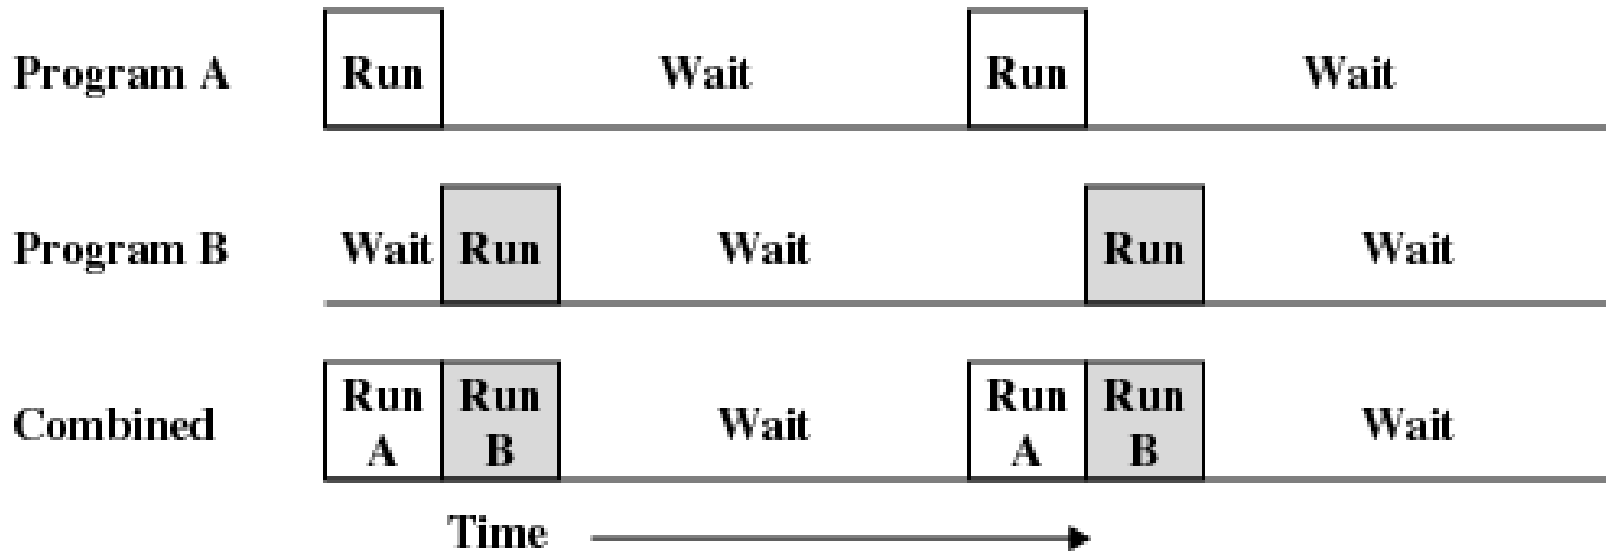 Program A Run Wait Run Wait
Program B Wait Run Wait Run Wait
Combined Run A Run B Wait Run A Run B Wait
Time